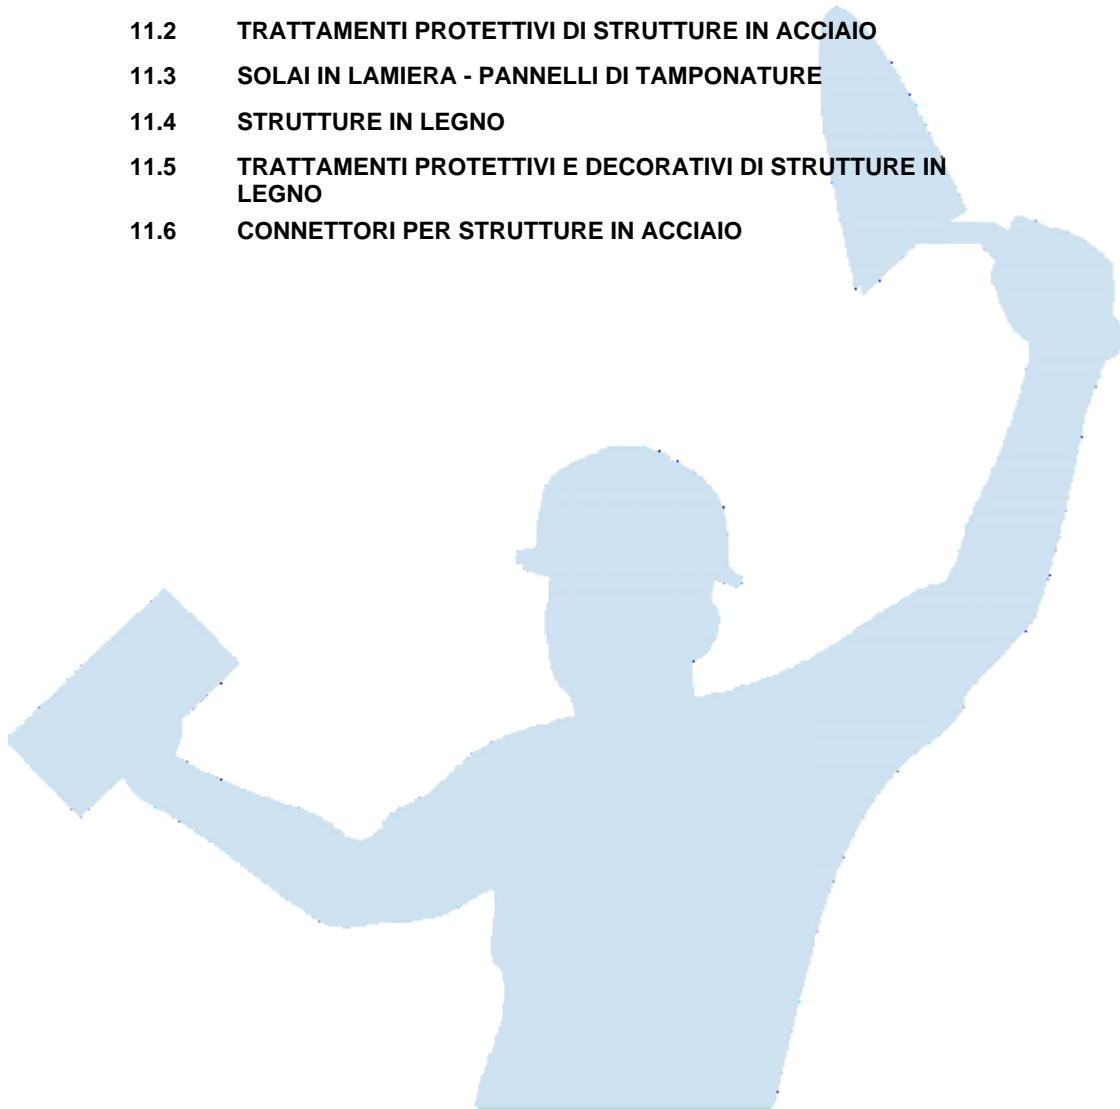 11.2 TRATTAMENTI PROTETTIVI DI STRUTTURE IN ACCIAIO
11.3 SOLAI IN LAMIERA - PANNELLI DI TAMPONATURE
11.4 STRUTTURE IN LEGNO
11.5 TRATTAMENTI PROTETTIVI E DECORATIVI DI STRUTTURE IN
LEGNO
11.6 CONNETTORI PER STRUTTURE IN ACCIAIO